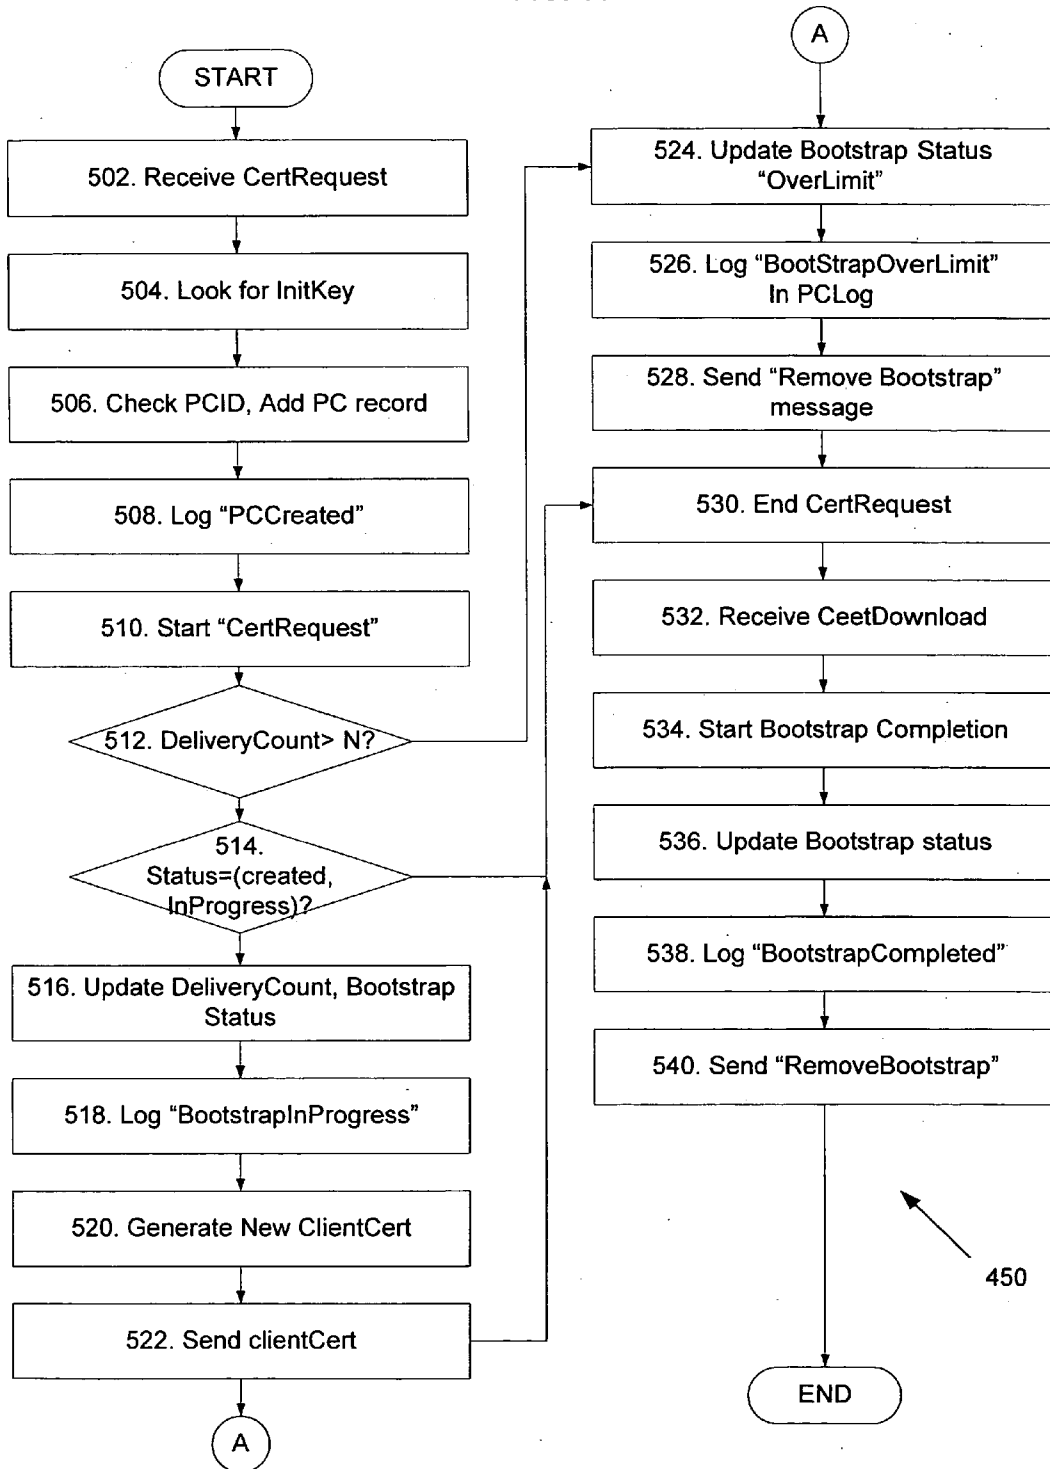 START
502. Receive CertRequest
504. Look for InitKey
506. Check PCID, Add PC record
508. Log “PCCreated”
510. Start “CertRequest”
512. DeliveryCount> N?
514.
Status=(created,
InProgress)?
516. Update DeliveryCount, Bootstrap
Status
518. Log “BootstrapInProgress”
520. Generate New ClientCert
522. Send clientCert
A
A
524. Update Bootstrap Status
“OverLimit”
526. Log “BootStrapOverLimit”
In PCLog
528. Send “Remove Bootstrap”
message
530. End CertRequest
532. Receive CeetDownload
534. Start Bootstrap Completion
536. Update Bootstrap status
538. Log “BootstrapCompleted”
540. Send “RemoveBootstrap”
450
END